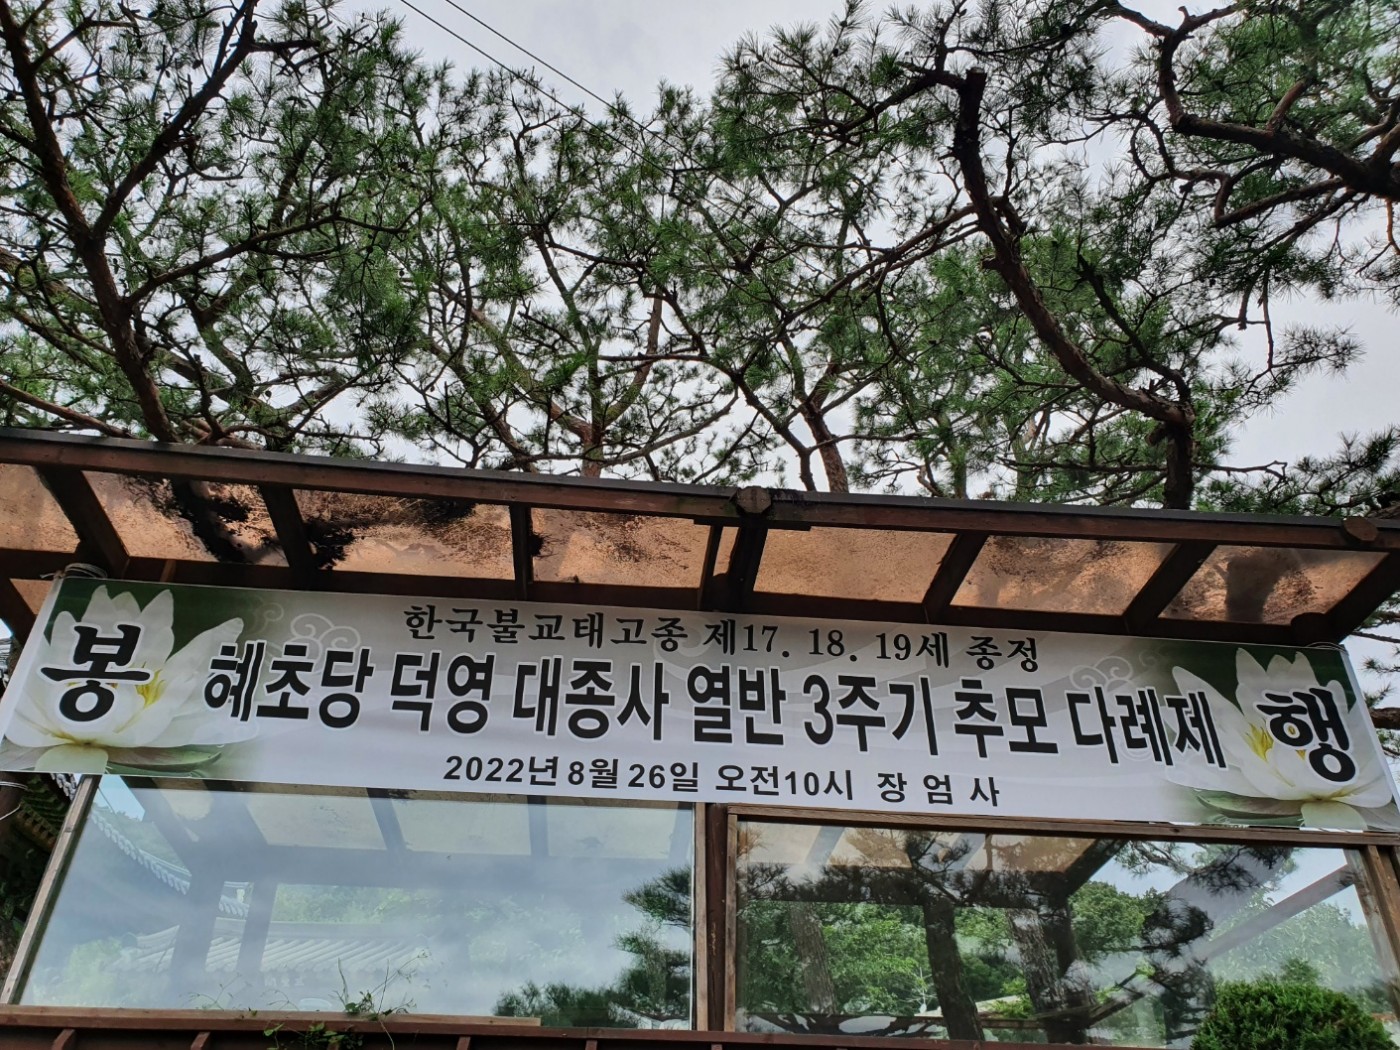 한국불교태고종 제17. 18. 19세 종정
봉 혜초당 덕영 대종사 열반 3주기 추모 다례제 행
2022년 8월 26일 오전10시 장엄사